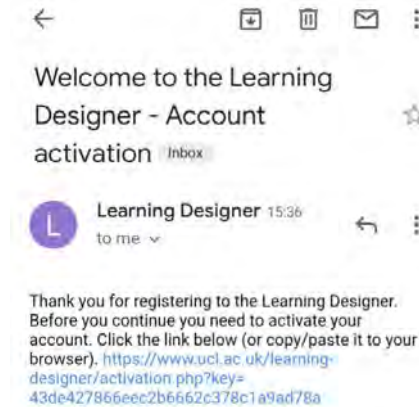 Welcome to the Learning
Designer - Account
activation Inbox
L
Learning Designer 15:36
to me
Thank you for registering to the Learning Designer.
Before you continue you need to activate your
account. Click the link below (or copy/paste it to your
browser). https://www.ucl.ac.uk/learning-
designer/activation.php?key=
43de427866eec2b6662c378c1a9ad78a